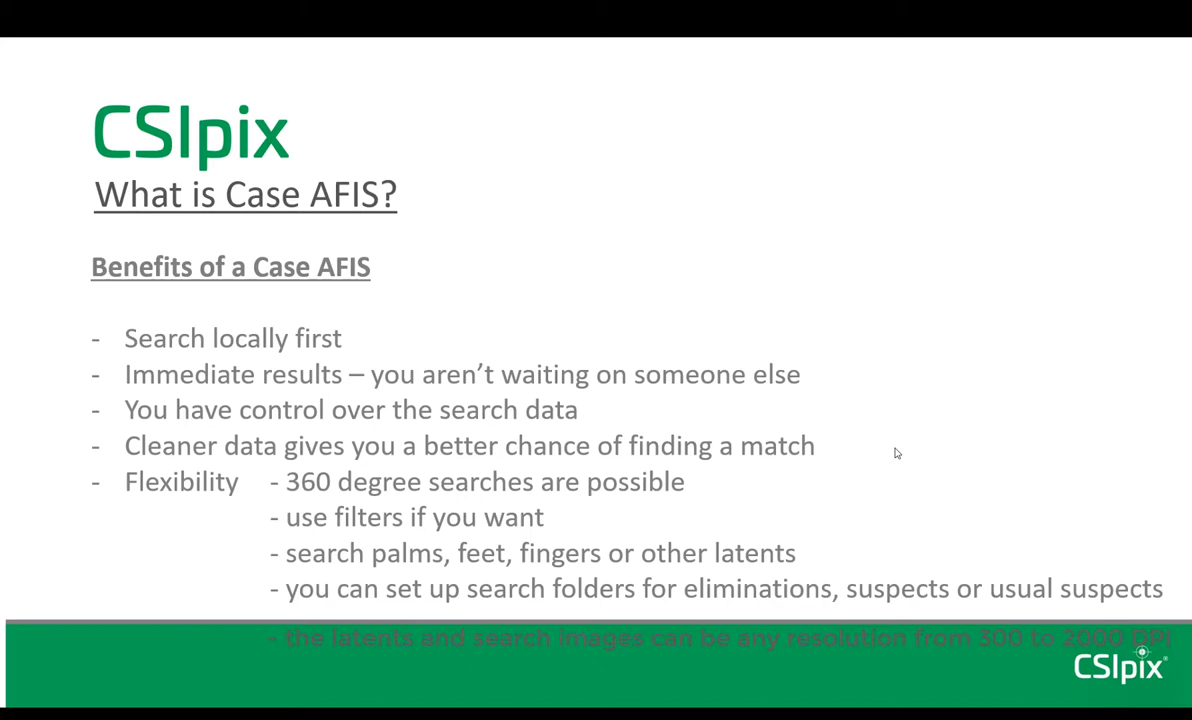 CSIpix
What is Case AFIS?
Benefits of a Case AFIS
- Search locally first
- Immediate results – you aren't waiting on someone else
- You have control over the search data
- Cleaner data gives you a better chance of finding a match
- Flexibility - 360 degree searches are possible
- use filters if you want
- search palms, feet, fingers or other latents
- you can set up search folders for eliminations, suspects or usual suspects
- the latents and search images can be any resolution from 300 to 2000 DPI
CSIpix®